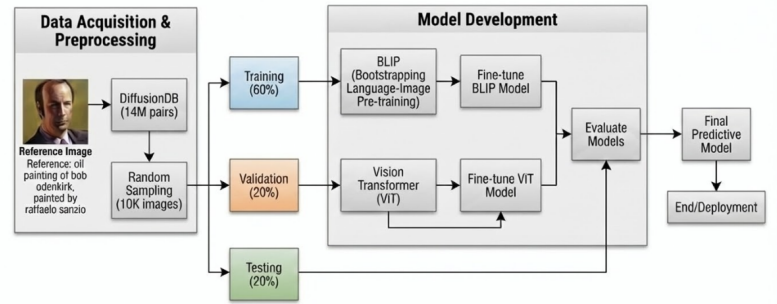 Data Acquisition &
Preprocessing
Reference Image
Reference: oil
painting of bob
odenkirk,
painted by
raffaelo sanzio
DiffusionDB
(14M pairs)
Random
Sampling
(10K images)
Training
(60%)
Validation
(20%)
Testing
(20%)
Model Development
BLIP
(Bootstrapping
Language-Image
Pre-training)
Fine-tune
BLIP Model
Vision
Transformer
(ViT)
Fine-tune ViT
Model
Evaluate
Models
Final
Predictive
Model
End/Deployment